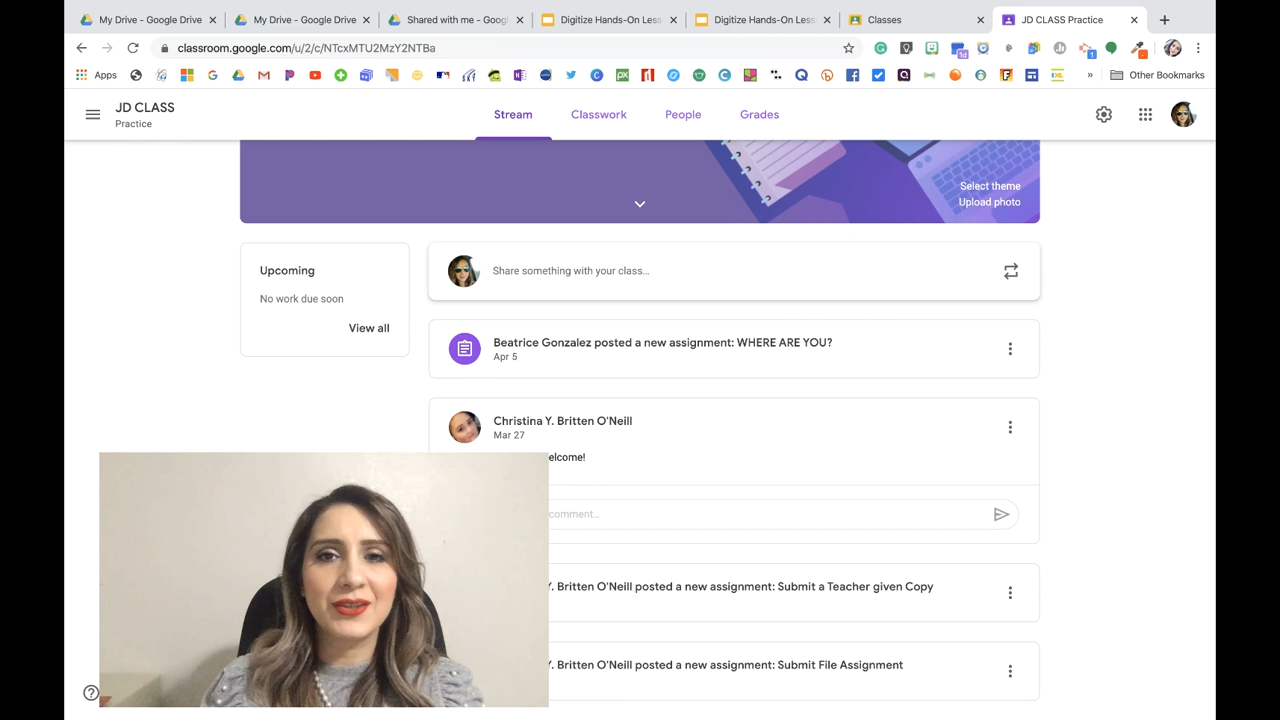 My Drive - Google Drive
My Drive - Google Drive
Shared with me - Goog
Digitize Hands-On Less
Digitize Hands-On Less
Classes
JD CLASS Practice
classroom.google.com/u/2/c/NTcxMTU2MzY2NTBa
Apps
Other Bookmarks
JD CLASS
Practice
Stream
Classwork
People
Grades
Select theme
Upload photo
Upcoming
No work due soon
View all
Share something with your class...
Beatrice Gonzalez posted a new assignment: WHERE ARE YOU?
Apr 5
Christina Y. Britten O'Neill
Mar 27
elcome!
comment...
Y. Britten O'Neill posted a new assignment: Submit a Teacher given Copy
Y. Britten O'Neill posted a new assignment: Submit File Assignment